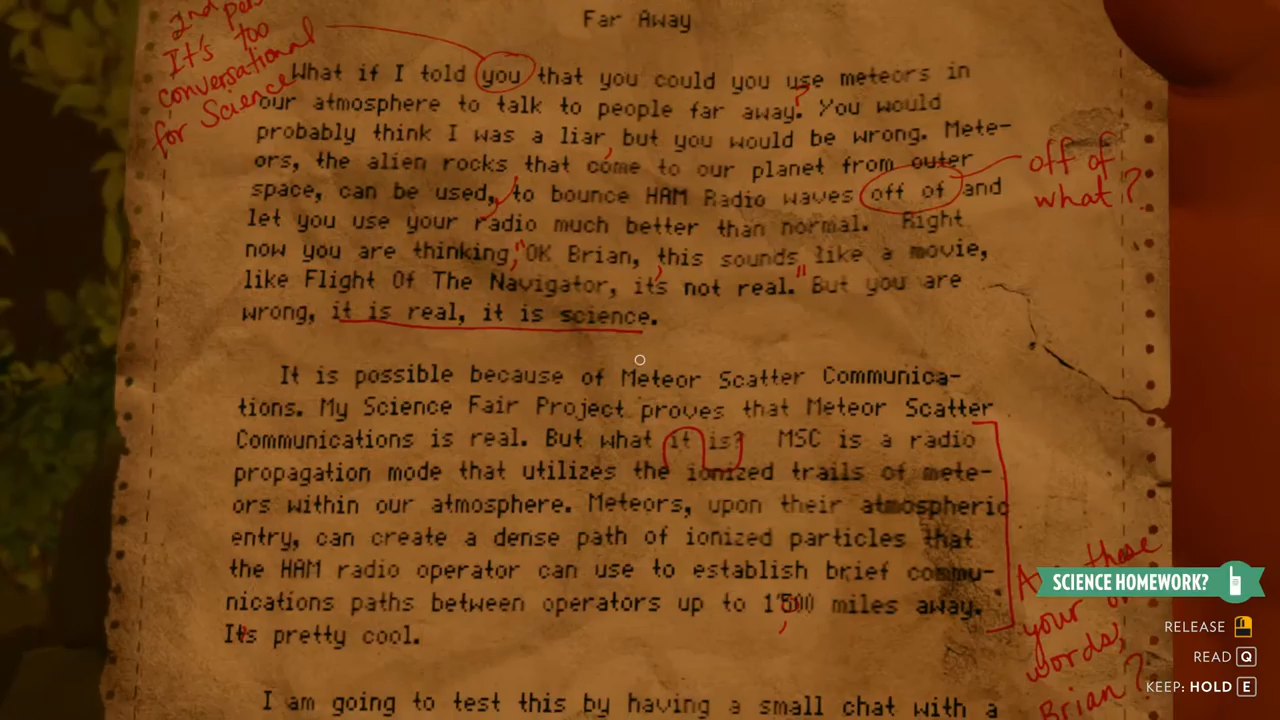 Far Away
2nd
It's too
conversational
for Science
What if I told you that you could you use meteors in
our atmosphere to talk to people far away? You would
probably think I was a liar, but you would be wrong. Mete-
ors, the alien rocks that come to our planet from outer
space, can be used, to bounce HAM Radio waves off of and
let you use your radio much better than normal. Right
now you are thinking, "OK Brian, this sounds like a movie,
like Flight Of The Navigator, it's not real." But you are
wrong, it is real, it is science.
off of
what?
It is possible because of Meteor Scatter Communica-
tions. My Science Fair Project proves that Meteor Scatter
Communications is real. But what it is? MSC is a radio
propagation mode that utilizes the ionized trails of mete-
ors within our atmosphere. Meteors, upon their atmospheric
entry, can create a dense path of ionized particles that
the HAM radio operator can use to establish brief commu-
nications paths between operators up to 1,500 miles away.
It's pretty cool.
these
your
words,
Brian?
I am going to test this by having a small chat with a
SCIENCE HOMEWORK?
RELEASE
READ Q
KEEP: HOLD E